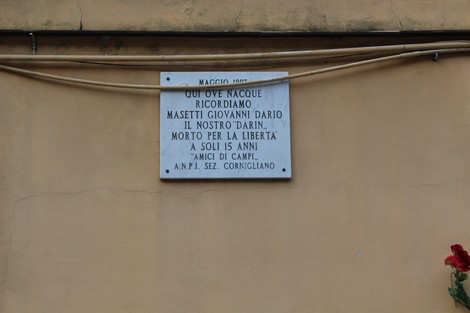 MAGGIO
QUI OVE NACQUE
RICORDIAMO
MASETTI GIOVANNI DARIO
IL NOSTRO "DARIN„
MORTO PER LA LIBERTA'
A SOLI 15 ANNI
"AMICI DI CAMPI„
A.N.P.I. SEZ. CORNIGLIANO